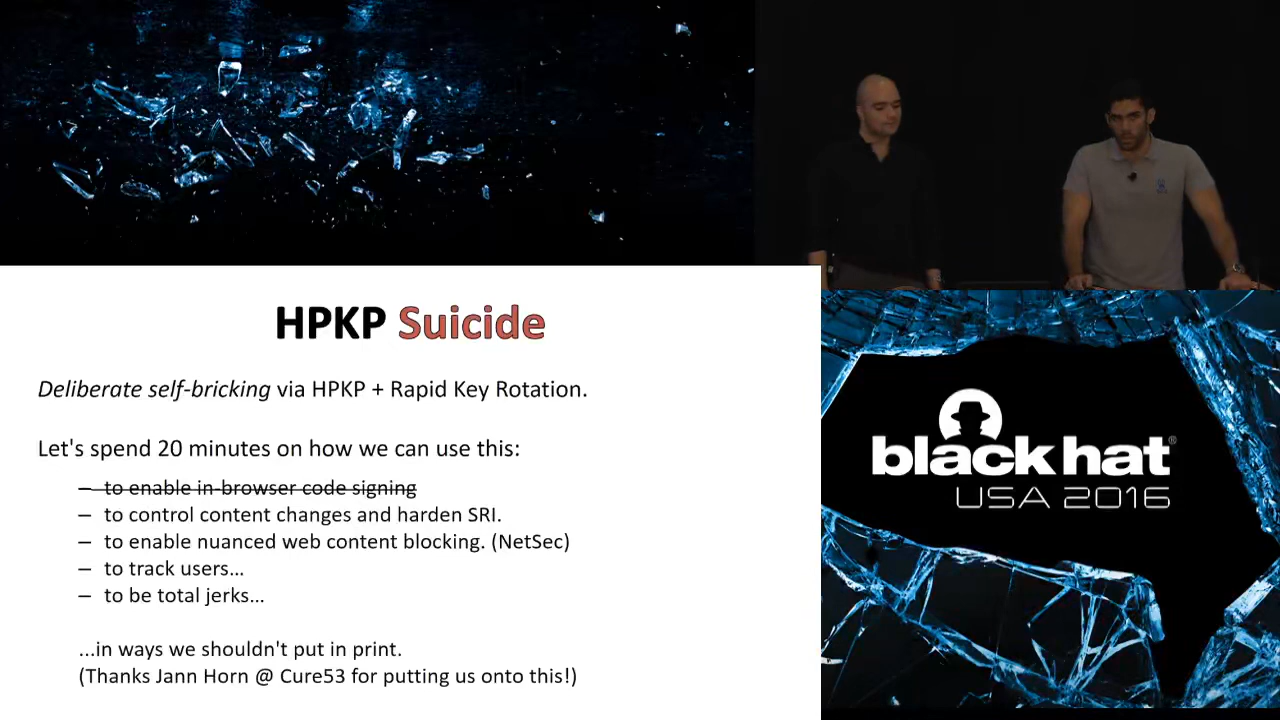 HPKP Suicide
Deliberate self-bricking via HPKP + Rapid Key Rotation.
Let's spend 20 minutes on how we can use this:
– to enable in-browser code signing
– to control content changes and harden SRI.
– to enable nuanced web content blocking. (NetSec)
– to track users…
– to be total jerks…
...in ways we shouldn't put in print.
(Thanks Jann Horn @ Cure53 for putting us onto this!)
black hat®
USA 2016